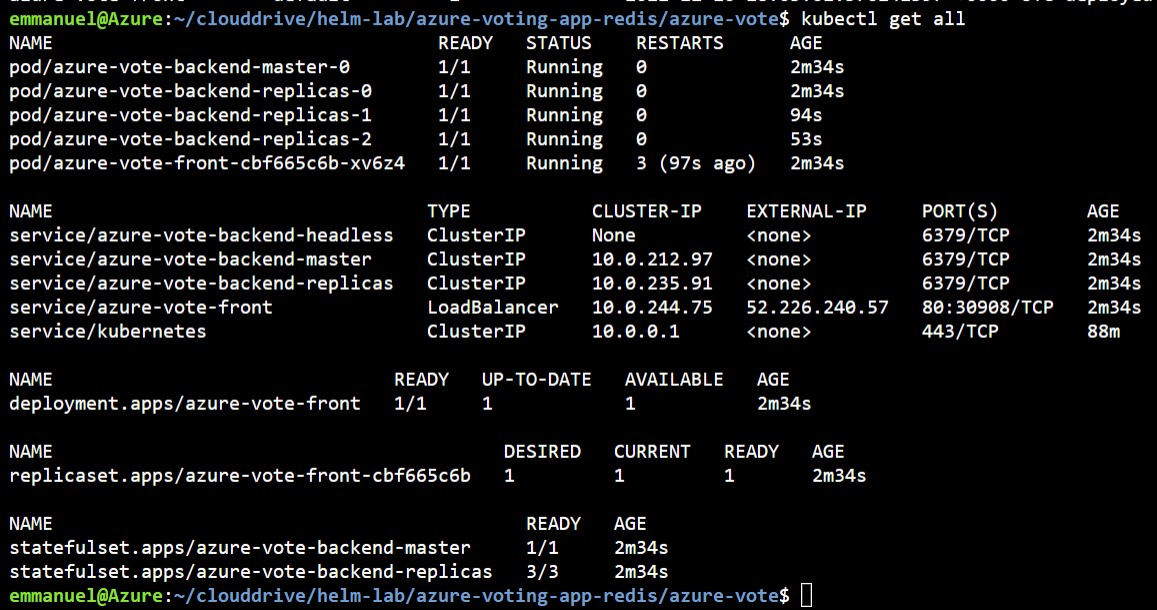 emmanuel@Azure:~/clouddrive/helm-lab/azure-voting-app-redis/azure-vote$ kubectl get all
NAME READY STATUS RESTARTS AGE
pod/azure-vote-backend-master-0 1/1 Running 0 2m34s
pod/azure-vote-backend-replicas-0 1/1 Running 0 2m34s
pod/azure-vote-backend-replicas-1 1/1 Running 0 94s
pod/azure-vote-backend-replicas-2 1/1 Running 0 53s
pod/azure-vote-front-cbf665c6b-xv6z4 1/1 Running 3 (97s ago) 2m34s
NAME TYPE CLUSTER-IP EXTERNAL-IP PORT(S) AGE
service/azure-vote-backend-headless ClusterIP None <none> 6379/TCP 2m34s
service/azure-vote-backend-master ClusterIP 10.0.212.97 <none> 6379/TCP 2m34s
service/azure-vote-backend-replicas ClusterIP 10.0.235.91 <none> 6379/TCP 2m34s
service/azure-vote-front LoadBalancer 10.0.244.75 52.226.240.57 80:30908/TCP 2m34s
service/kubernetes ClusterIP 10.0.0.1 <none> 443/TCP 88m
NAME READY UP-TO-DATE AVAILABLE AGE
deployment.apps/azure-vote-front 1/1 1 1 2m34s
NAME DESIRED CURRENT READY AGE
replicaset.apps/azure-vote-front-cbf665c6b 1 1 1 2m34s
NAME READY AGE
statefulset.apps/azure-vote-backend-master 1/1 2m34s
statefulset.apps/azure-vote-backend-replicas 3/3 2m34s
emmanuel@Azure:~/clouddrive/helm-lab/azure-voting-app-redis/azure-vote$